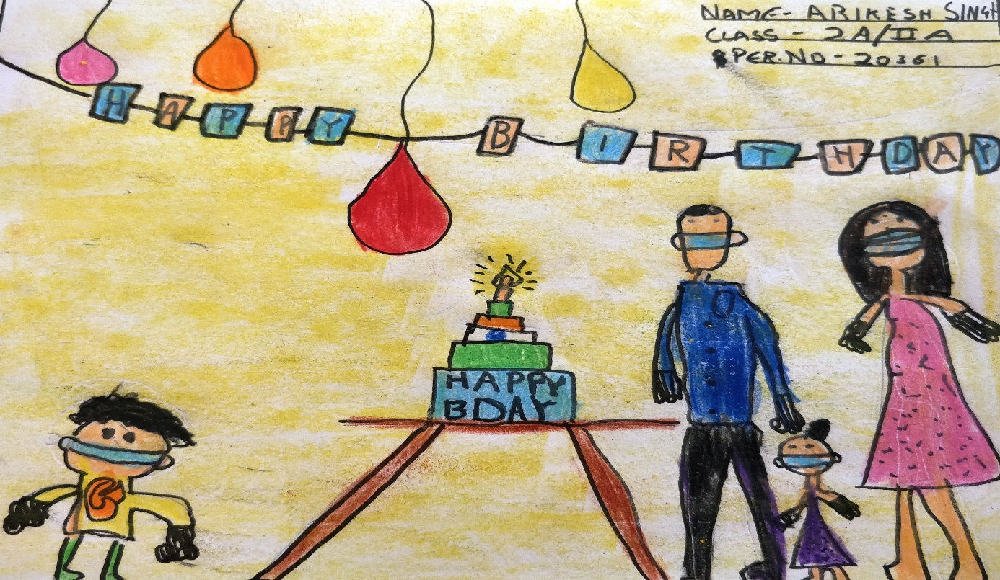 NAME- ARIKESH SINGH
CLASS - 2A/IIA
PER.NO - 20361
HAPPY BIRTHDAY
HAPPY
BDAY